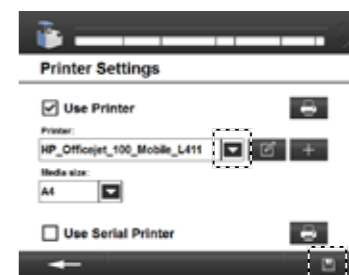 Printer Settings
Use Printer
Printer:
HP_Officejet_100_Mobile_L411
Media size:
A4
Use Serial Printer